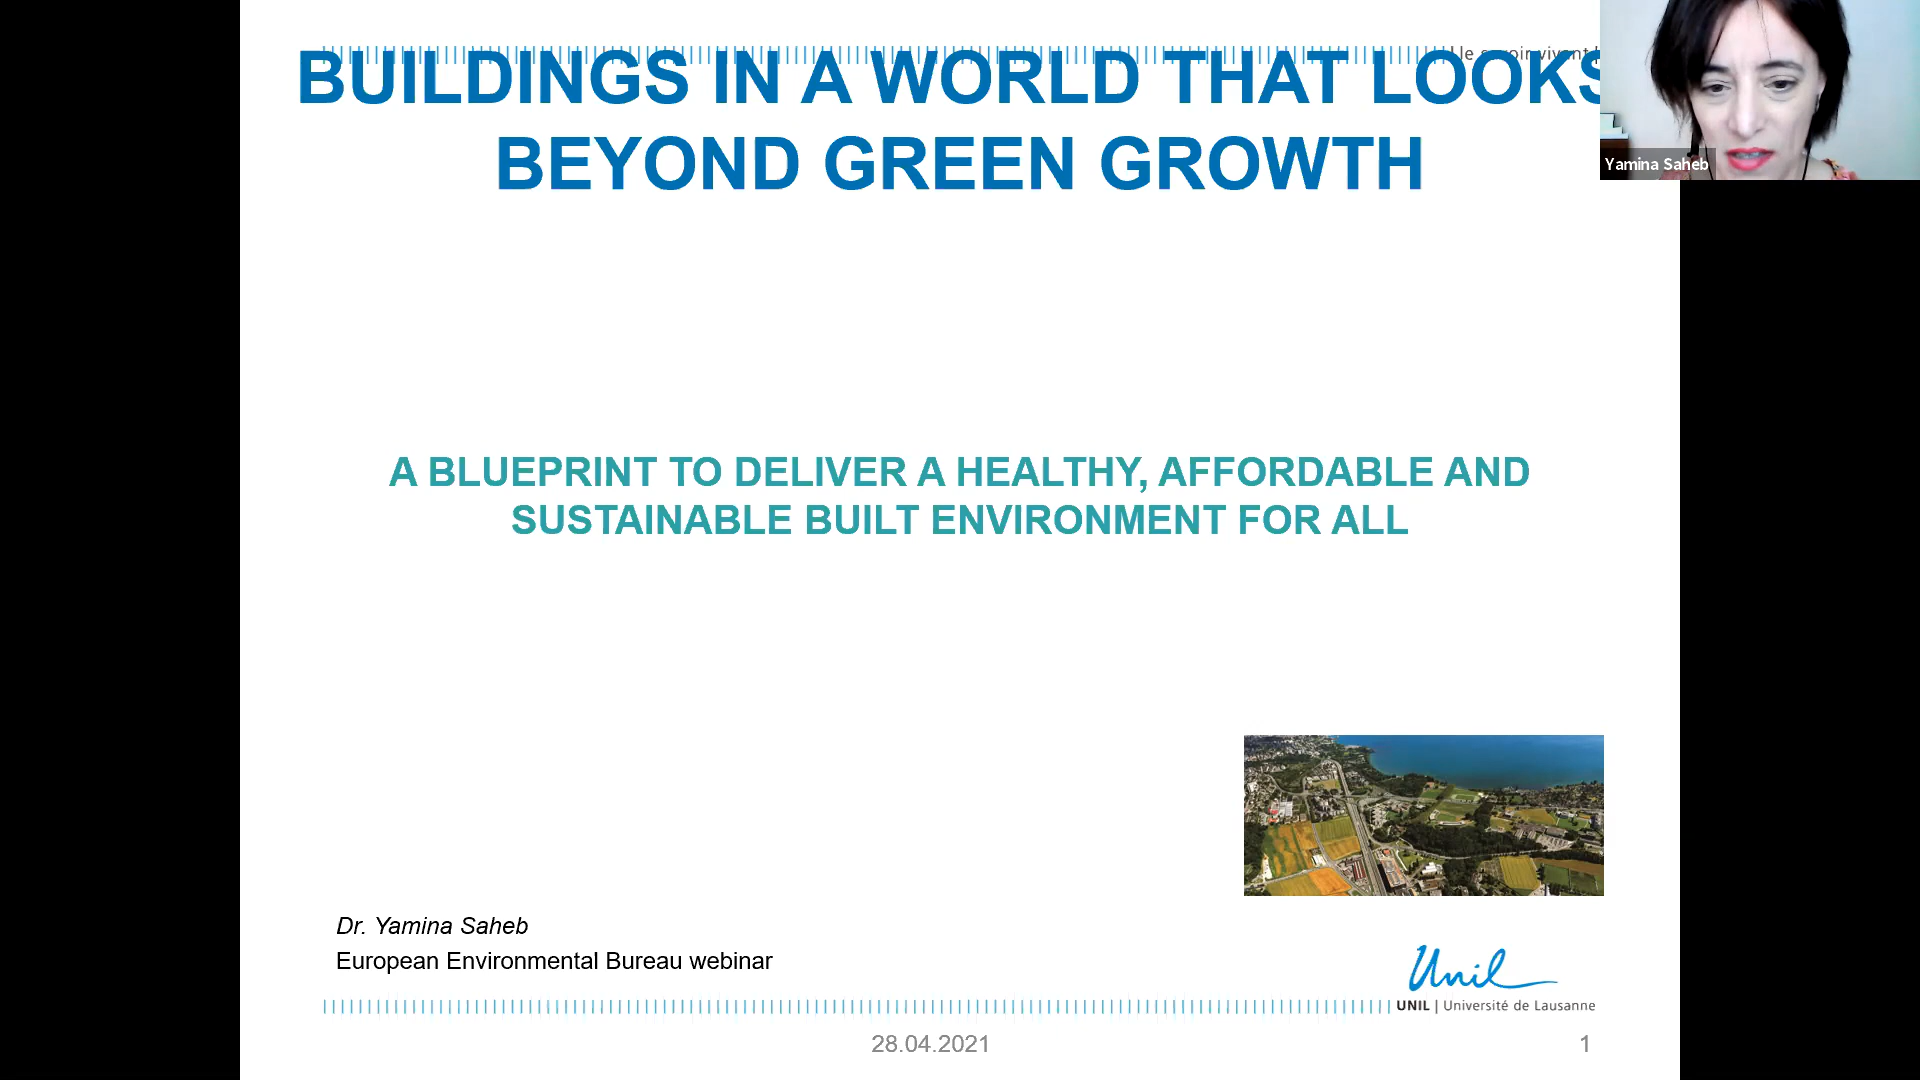 BUILDINGS IN A WORLD THAT LOOKS
BEYOND GREEN GROWTH
Yamina Saheb
A BLUEPRINT TO DELIVER A HEALTHY, AFFORDABLE AND
SUSTAINABLE BUILT ENVIRONMENT FOR ALL
Dr. Yamina Saheb
European Environmental Bureau webinar
Unil
UNIL | Université de Lausanne
28.04.2021
1